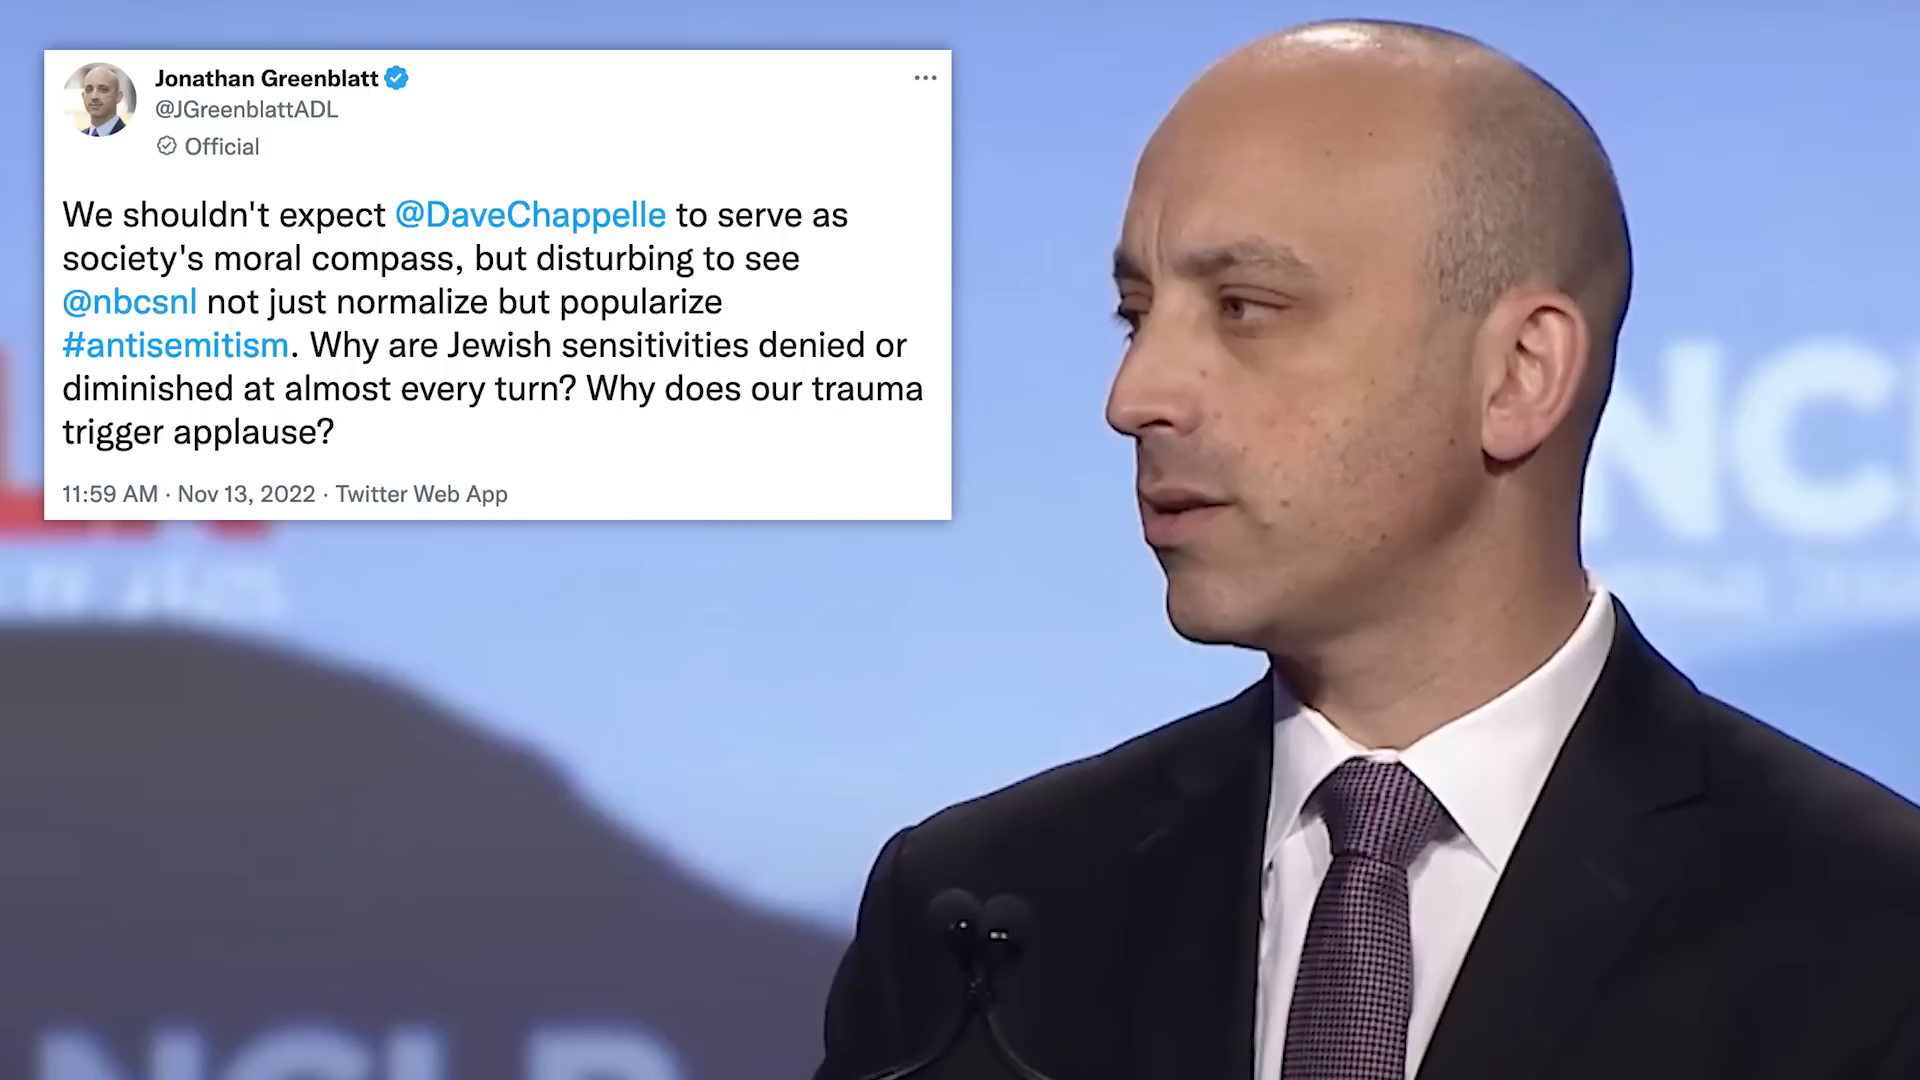 Jonathan Greenblatt
@JGreenblattADL
Official
We shouldn't expect @DaveChappelle to serve as
society's moral compass, but disturbing to see
@nbcsnl not just normalize but popularize
#antisemitism. Why are Jewish sensitivities denied or
diminished at almost every turn? Why does our trauma
trigger applause?
11:59 AM · Nov 13, 2022 · Twitter Web App
NCL
NCLR